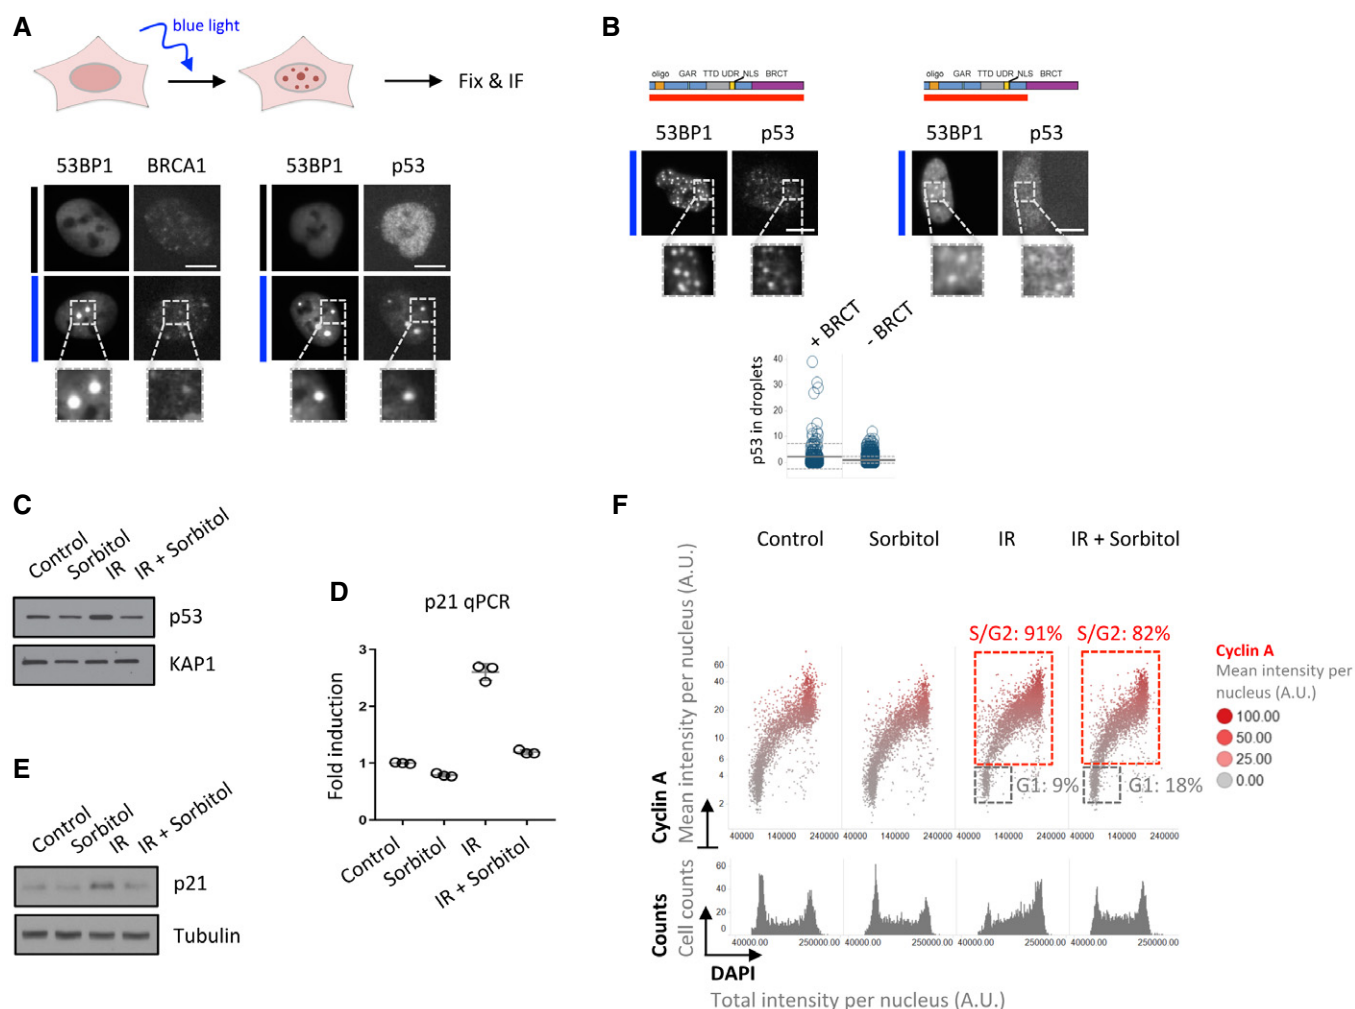 A
blue light
Fix & IF
53BP1 BRCA1 53BP1 p53
B
oligo GAR TTD UDR NLS BRCT
oligo GAR TTD UDR NLS BRCT
53BP1 p53 53BP1 p53
+ BRCT - BRCT
p53 in droplets
40
30
20
10
0
C
Control Sorbitol IR IR + Sorbitol
p53
KAP1
D
p21 qPCR
Fold induction
3
2
1
0
Control Sorbitol IR IR + Sorbitol
E
Control Sorbitol IR IR + Sorbitol
p21
Tubulin
F
Control Sorbitol IR IR + Sorbitol
Cyclin A
Mean intensity per nucleus (A.U.)
S/G2: 91% S/G2: 82%
60
40
20
10
6
4
2
G1: 9% G1: 18%
40000 140000 240000 40000 140000 240000 40000 140000 240000 40000 140000 240000
Cyclin A
Mean intensity per
nucleus (A.U.)
100.00
50.00
25.00
0.00
Counts
Cell counts
60
40
20
0
40000.00 250000.00 40000.00 250000.00 40000.00 250000.00 40000.00 250000.00
DAPI
Total intensity per nucleus (A.U.)